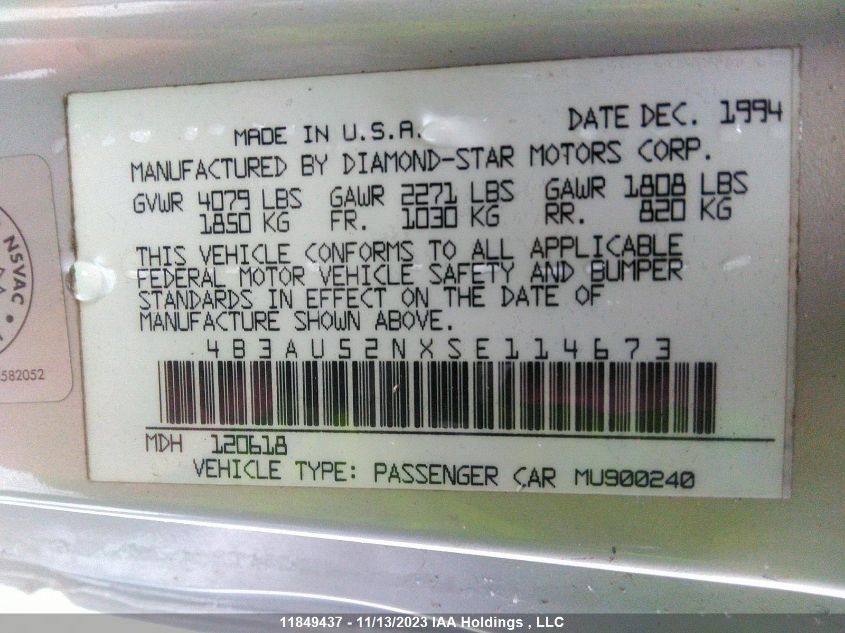 DATE DEC. 1994
MADE IN U.S.A.
MANUFACTURED BY DIAMOND-STAR MOTORS CORP.
GVWR 4079 LBS GAWR 2271 LBS GAWR 1808 LBS
1850 KG FR. 1030 KG RR. 820 KG
THIS VEHICLE CONFORMS TO ALL APPLICABLE
FEDERAL MOTOR VEHICLE SAFETY AND BUMPER
STANDARDS IN EFFECT ON THE DATE OF
MANUFACTURE SHOWN ABOVE.
4B3AU52NXSE114673
MDH 120618
VEHICLE TYPE: PASSENGER CAR MU900240
NSVAC
582052
11849437 - 11/13/2023 IAA Holdings , LLC